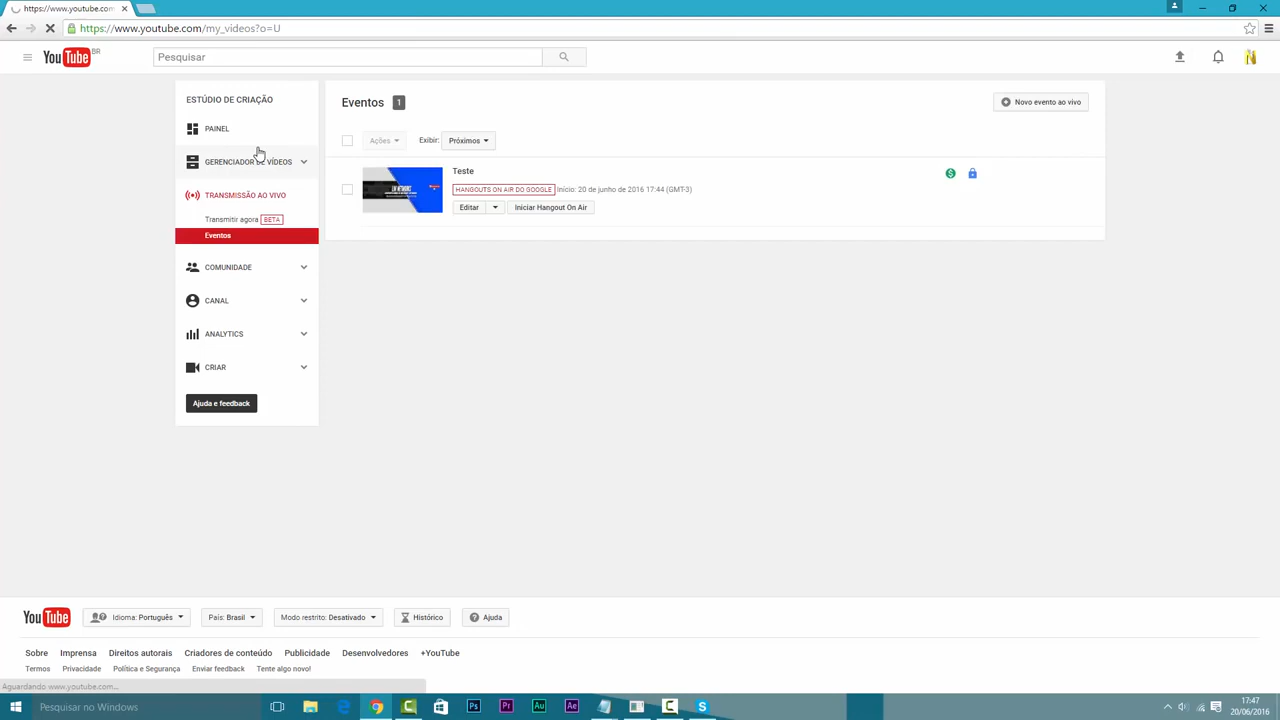 https://www.youtube.com/my_videos?o=U
https://www.youtube.com/my_videos?o=U
YouTube BR
Pesquisar
ESTÚDIO DE CRIAÇÃO
PAINEL
GERENCIADOR DE VÍDEOS
TRANSMISSÃO AO VIVO
Transmitir agora BETA
Eventos
COMUNIDADE
CANAL
ANALYTICS
CRIAR
Ajuda e feedback
Eventos 1
Novo evento ao vivo
Ações
Exibir: Próximos
Teste
HANGOUTS ON AIR DO GOOGLE Início: 20 de junho de 2016 17:44 (GMT-3)
Editar Iniciar Hangout On Air
YouTube Idioma: Português País: Brasil Modo restrito: Desativado Histórico Ajuda
Sobre Imprensa Direitos autorais Criadores de conteúdo Publicidade Desenvolvedores +YouTube
Termos Privacidade Política e Segurança Enviar feedback Tente algo novo!
Aguardando www.youtube.com...
Pesquisar no Windows
Ps Pr Au Ae
17:47
20/06/2016